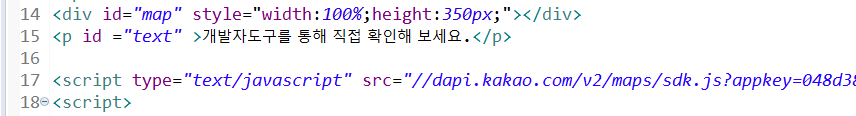 14 <div id="map" style="width:100%;height:350px;"></div>
15 <p id ="text" >개발자도구를 통해 직접 확인해 보세요.</p>
16
17 <script type="text/javascript" src="//dapi.kakao.com/v2/maps/sdk.js?appkey=048d38
18 <script>